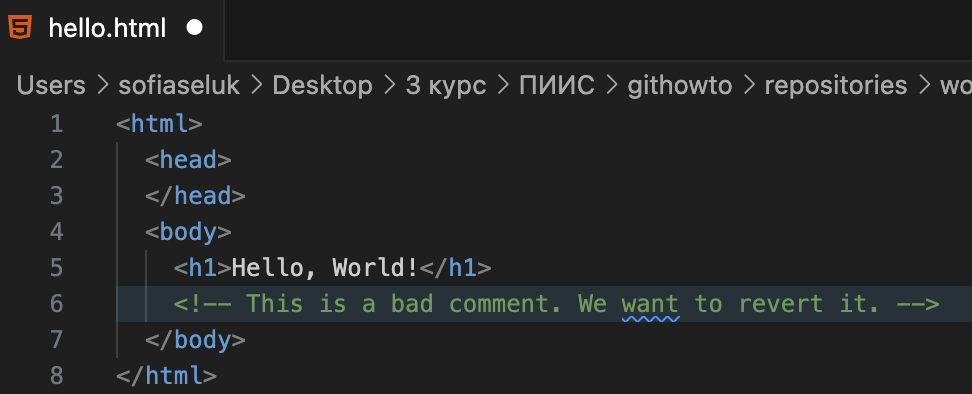 hello.html
Users > sofiaseluk > Desktop > 3 курс > ПИИС > githowto > repositories > wo
1 <html>
2 <head>
3 </head>
4 <body>
5 <h1>Hello, World!</h1>
6 <!-- This is a bad comment. We want to revert it. -->
7 </body>
8 </html>